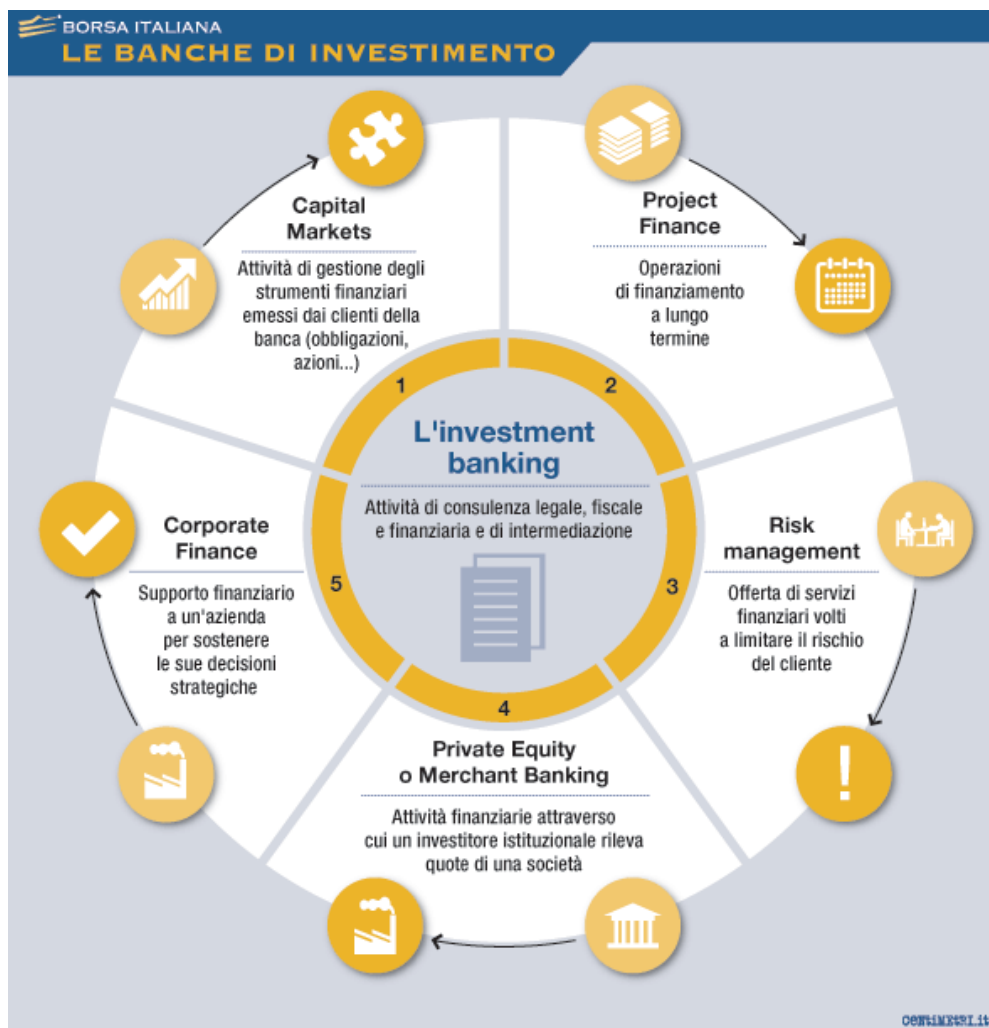 BORSA ITALIANA
LE BANCHE DI INVESTIMENTO
Capital
Markets
Attività di gestione degli
strumenti finanziari
emessi dai clienti della
banca (obbligazioni,
azioni...)
1
Project
Finance
Operazioni
di finanziamento
a lungo
termine
2
L'investment
banking
Attività di consulenza legale, fiscale
e finanziaria e di intermediazione
Risk
management
Offerta di servizi
finanziari volti
a limitare il rischio
del cliente
3
!
4
Private Equity
o Merchant Banking
Attività finanziarie attraverso
cui un investitore istituzionale rileva
quote di una società
5
Corporate
Finance
Supporto finanziario
a un'azienda
per sostenere
le sue decisioni
strategiche
CENTIMETRI.it